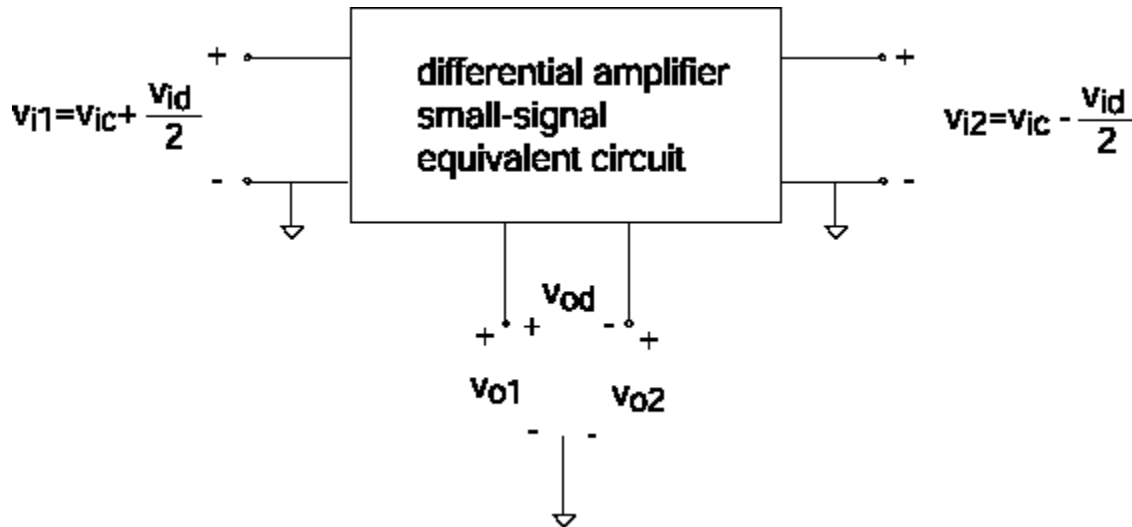 differential amplifier
small-signal
equivalent circuit
+
-
vi1=vic+ vid/2
+
-
vi2=vic - vid/2
vod
+ + - +
vo1 vo2
- -